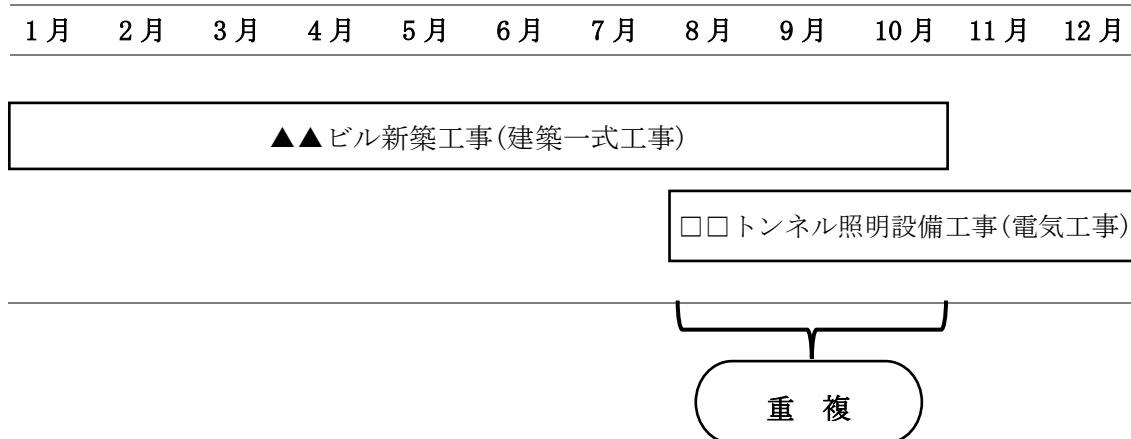 1月 2月 3月 4月 5月 6月 7月 8月 9月 10月 11月 12月
▲▲ビル新築工事(建築一式工事)
□□トンネル照明設備工事(電気工事)
重 複